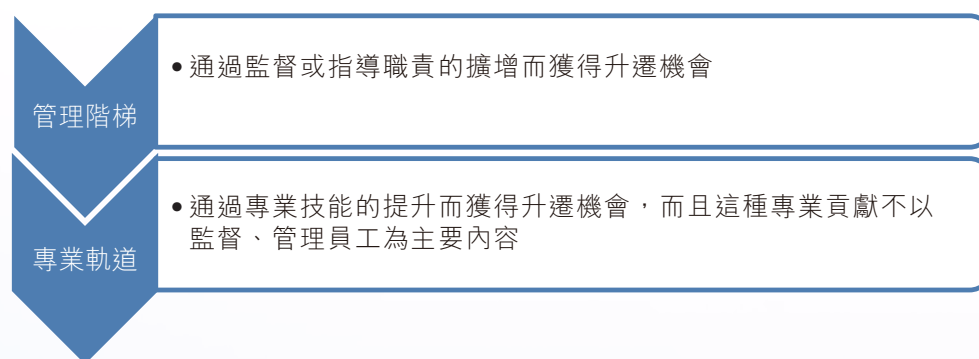 管理階梯
•通過監督或指導職責的擴增而獲得升遷機會
專業軌道
•通過專業技能的提升而獲得升遷機會，而且這種專業貢獻不以
監督、管理員工為主要內容